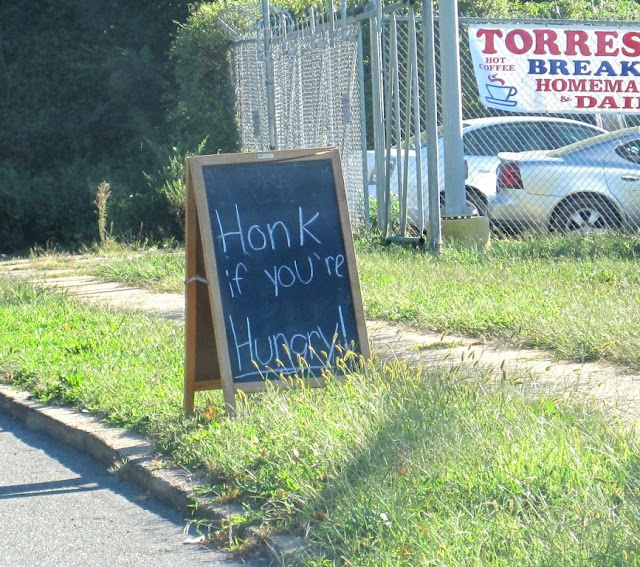 Honk
if you're
Hungry!
TORRES
HOT
COFFEE
BREAK
HOMEMA
& DAI